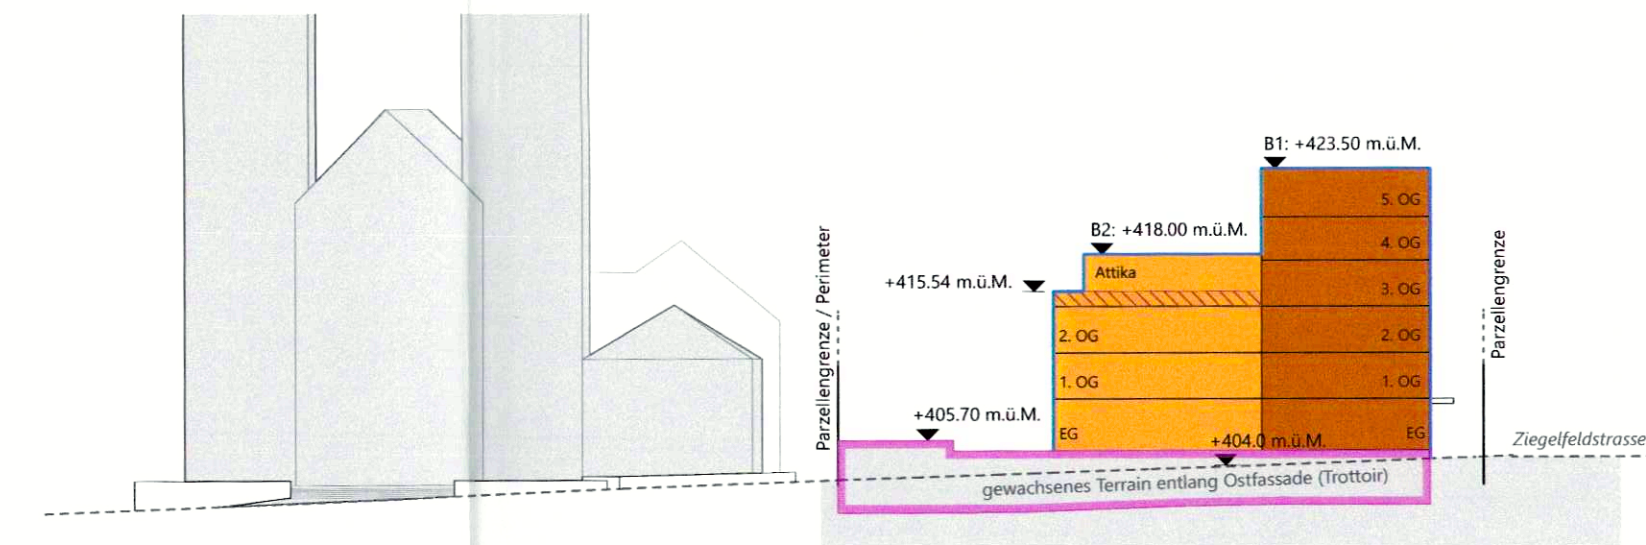 B1: +423.50 m.ü.M.
5. OG
4. OG
B2: +418.00 m.ü.M.
Attika
+415.54 m.ü.M.
3. OG
2. OG
2. OG
1. OG
1. OG
+405.70 m.ü.M.
EG
EG
+404.0 m.ü.M.
Parzellengrenze / Perimeter
Parzellengrenze
Ziegelfeldstrasse
gewachsenes Terrain entlang Ostfassade (Trottoir)